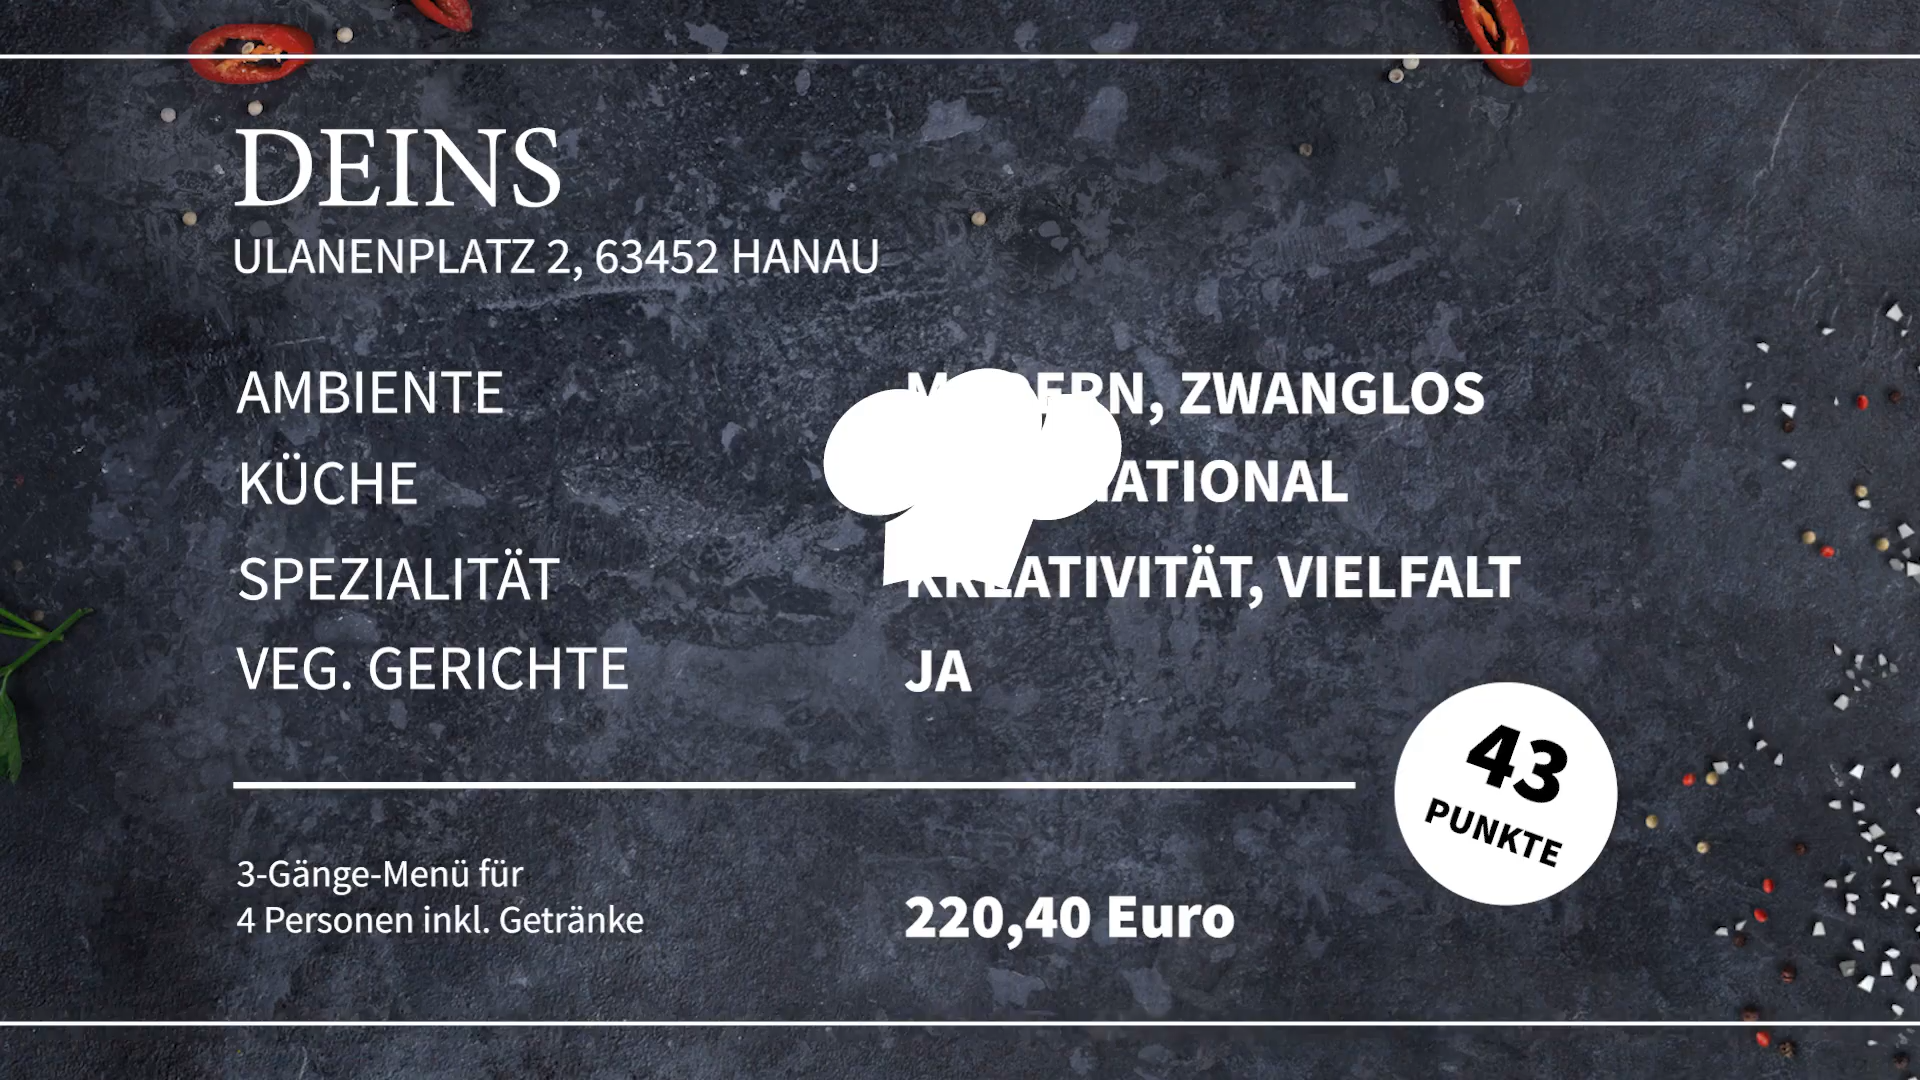 DEINS
ULANENPLATZ 2, 63452 HANAU
AMBIENTE
ZWANGLOS
KÜCHE
SPEZIALITÄT
KREATIVITÄT, VIELFALT
VEG. GERICHTE
JA
43
PUNKTE
3-Gänge-Menü für
4 Personen inkl. Getränke
220,40 Euro